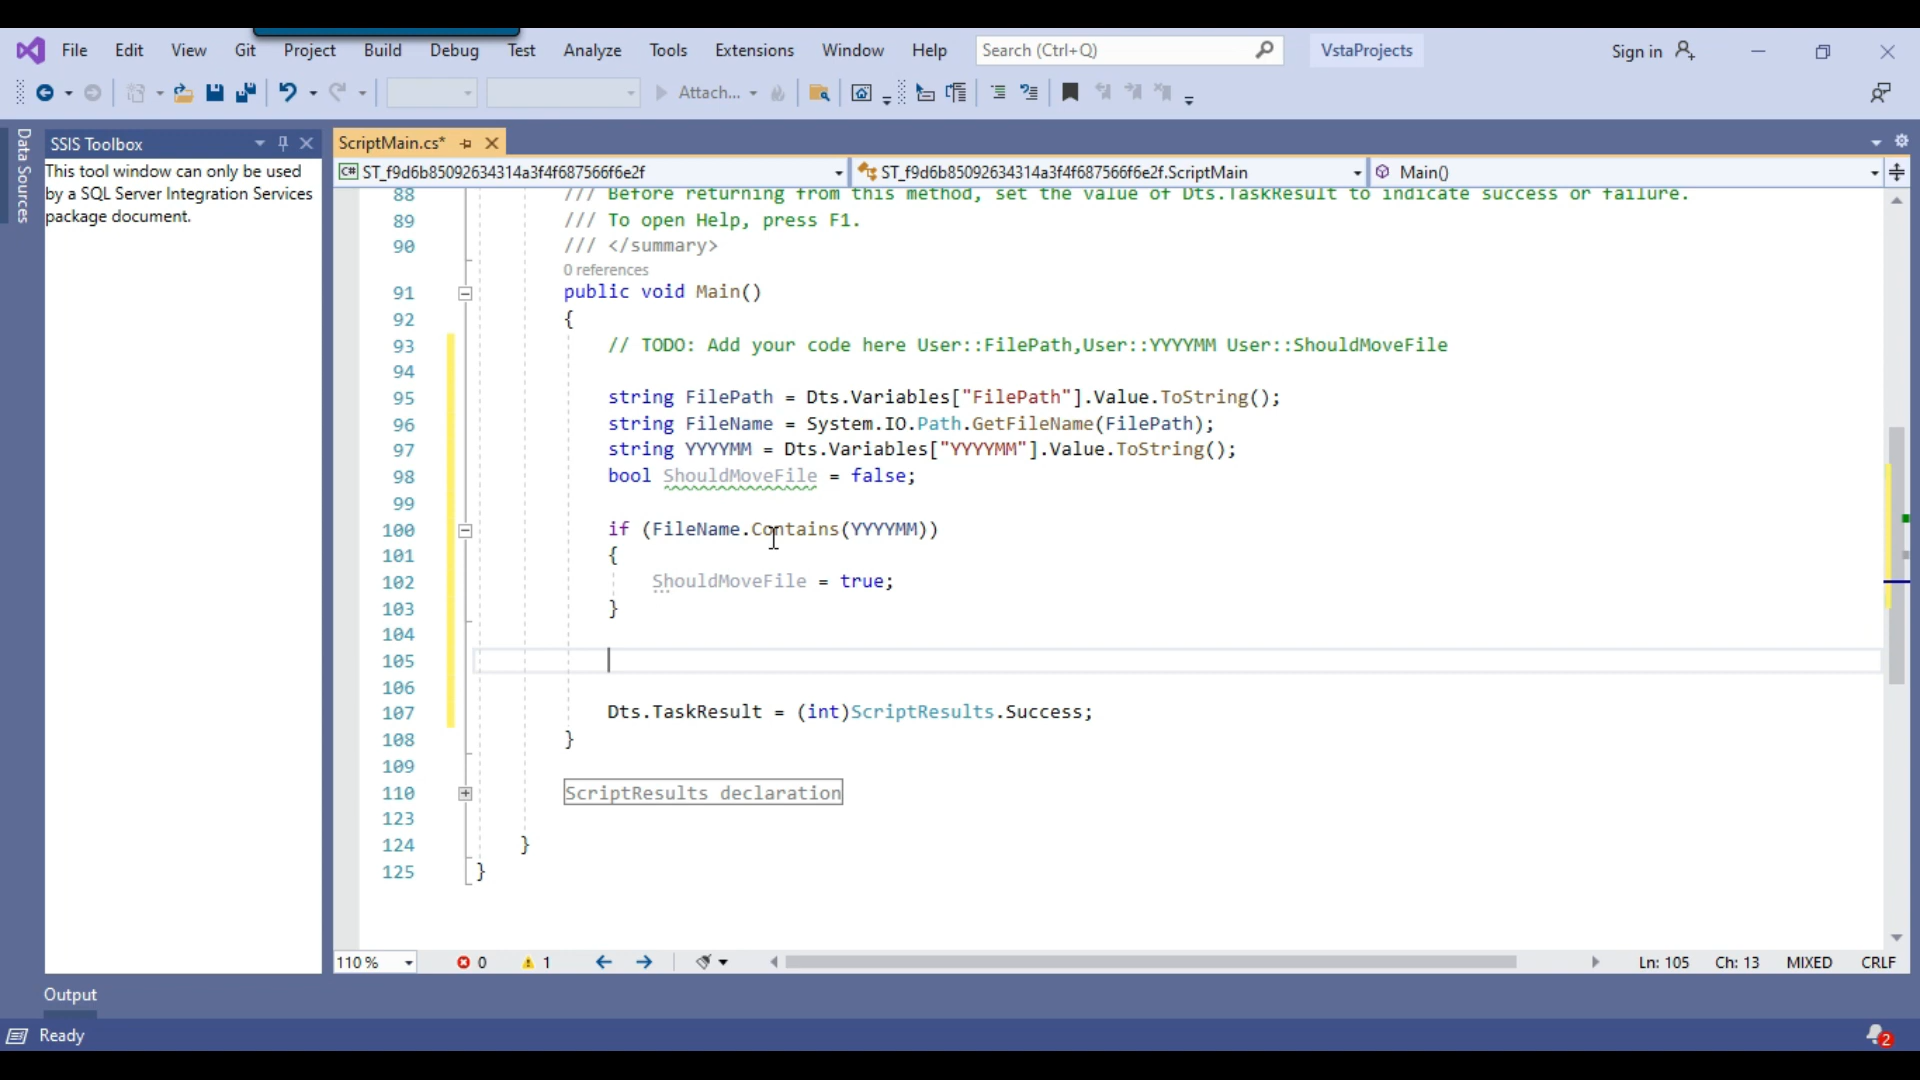 File Edit View Git Project Build Debug Test Analyze Tools Extensions Window Help Search (Ctrl+Q) VstaProjects Sign in
Attach...
Data Sources
SSIS Toolbox
This tool window can only be used
by a SQL Server Integration Services
package document.
ScriptMain.cs*
C# ST_f9d6b85092634314a3f4f687566f6e2f ST_f9d6b85092634314a3f4f687566f6e2f.ScriptMain Main()
88 /// Before returning from this method, set the value of Dts.TaskResult to indicate success or failure.
89 /// To open Help, press F1.
90 /// </summary>
0 references
91 public void Main()
92 {
93 // TODO: Add your code here User::FilePath,User::YYYYMM User::ShouldMoveFile
94
95 string FilePath = Dts.Variables["FilePath"].Value.ToString();
96 string FileName = System.IO.Path.GetFileName(FilePath);
97 string YYYYMM = Dts.Variables["YYYYMM"].Value.ToString();
98 bool ShouldMoveFile = false;
99
100 if (FileName.Contains(YYYYMM))
101 {
102 ShouldMoveFile = true;
103 }
104
105
106
107 Dts.TaskResult = (int)ScriptResults.Success;
108 }
109
110 ScriptResults declaration
123
124 }
125 }
110 % 0 1 Ln: 105 Ch: 13 MIXED CRLF
Output
Ready 2